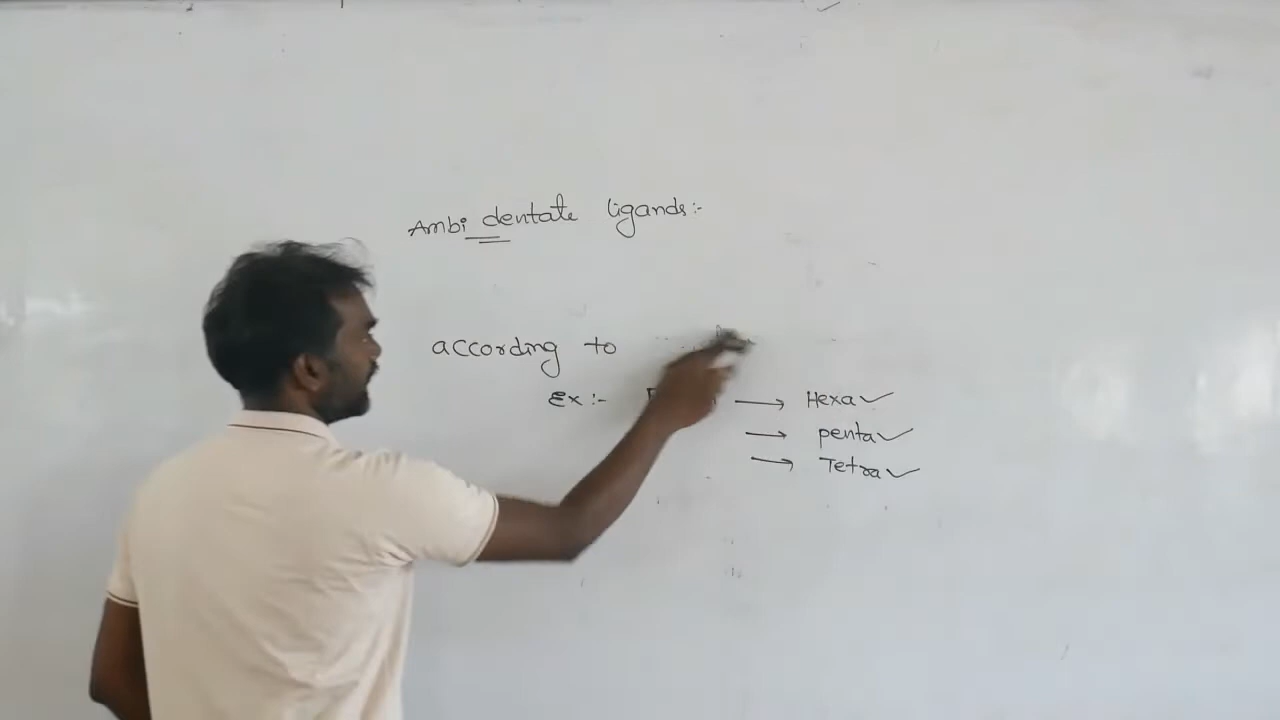 Ambi dentate ligands:-
according to
Ex:- → Hexa ✓
→ penta ✓
→ Tetra ✓